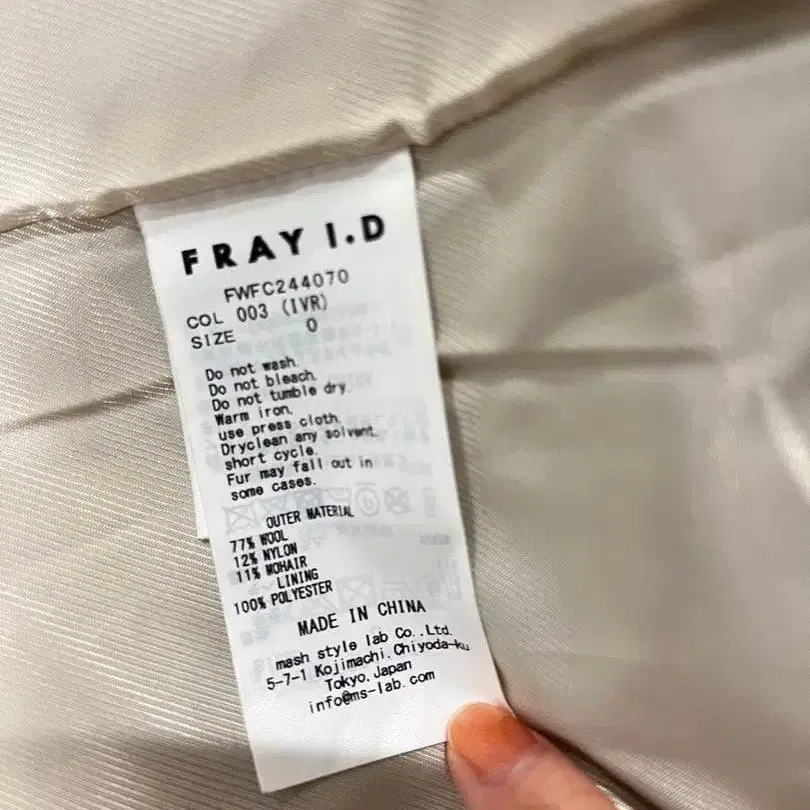 FRAY I.D
FWFC244070
COL 003 (IVR)
SIZE 0
Do not wash.
Do not bleach.
Do not tumble dry.
Warm iron.
use press cloth.
Dryclean any solvent.
short cycle.
Fur may fall out in
some cases.
OUTER MATERIAL
77% WOOL
12% NYLON
11% MOHAIR
LINING
100% POLYESTER
MADE IN CHINA
mash style lab Co.,Ltd.
5-7-1 Kojimachi.Chiyoda-ku
Tokyo.Japan
info@ms-lab.com